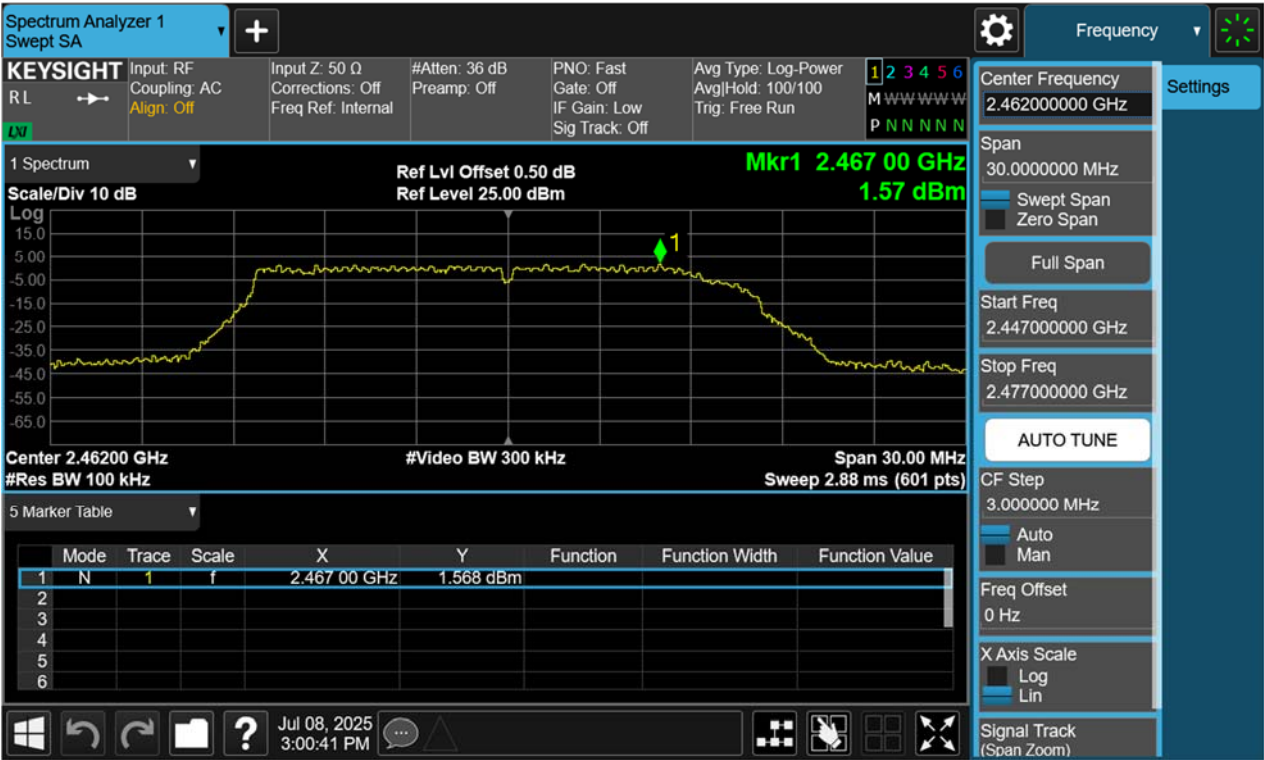 Spectrum Analyzer 1
Swept SA
+
Frequency
KEYSIGHT
R L
LXI
Input: RF
Coupling: AC
Align: Off
Input Z: 50 Ω
Corrections: Off
Freq Ref: Internal
#Atten: 36 dB
Preamp: Off
PNO: Fast
Gate: Off
IF Gain: Low
Sig Track: Off
Avg Type: Log-Power
Avg|Hold: 100/100
Trig: Free Run
1 2 3 4 5 6
M W W W W W
P N N N N N
1 Spectrum
Scale/Div 10 dB
Ref Lvl Offset 0.50 dB
Ref Level 25.00 dBm
Mkr1 2.467 00 GHz
1.57 dBm
Log
15.0
5.00
-5.00
-15.0
-25.0
-35.0
-45.0
-55.0
-65.0
1
Center 2.46200 GHz
#Res BW 100 kHz
#Video BW 300 kHz
Span 30.00 MHz
Sweep 2.88 ms (601 pts)
5 Marker Table
Mode Trace Scale X Y Function Function Width Function Value
1 N 1 f 2.467 00 GHz 1.568 dBm
2
3
4
5
6
?
Jul 08, 2025
3:00:41 PM
Center Frequency
2.462000000 GHz
Settings
Span
30.0000000 MHz
Swept Span
Zero Span
Full Span
Start Freq
2.447000000 GHz
Stop Freq
2.477000000 GHz
AUTO TUNE
CF Step
3.000000 MHz
Auto
Man
Freq Offset
0 Hz
X Axis Scale
Log
Lin
Signal Track
(Span Zoom)